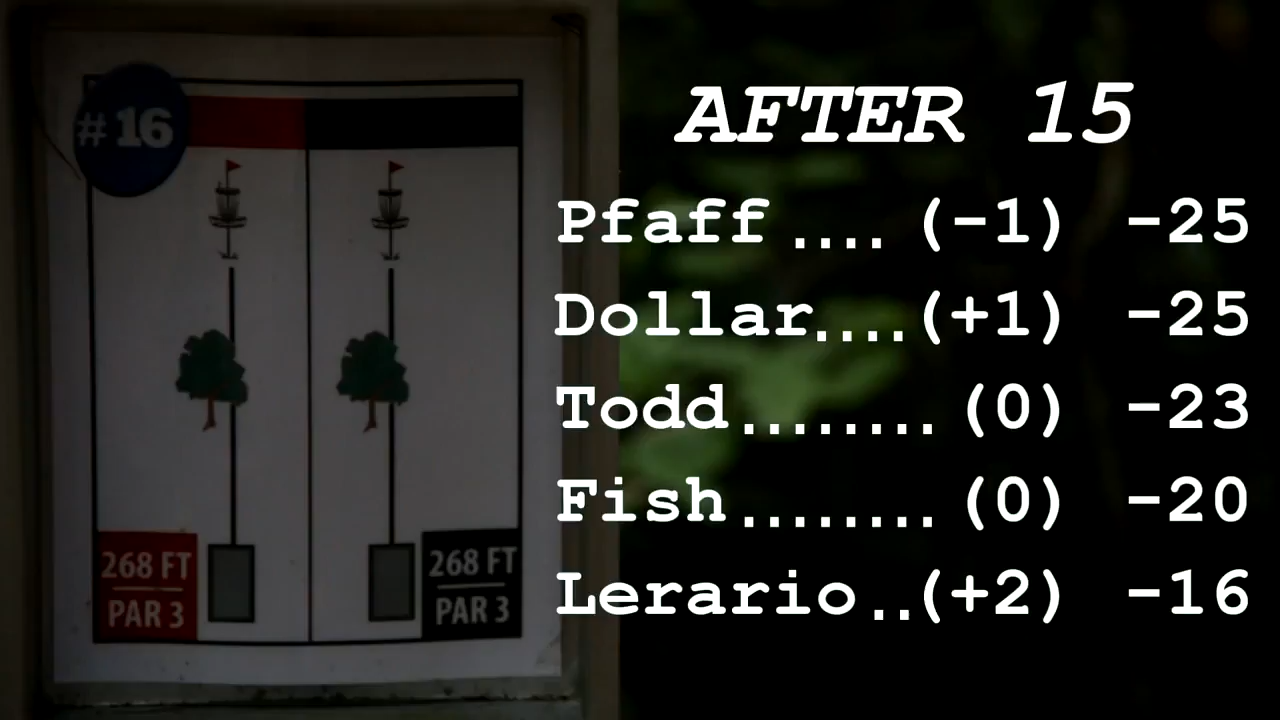 #16
268 FT
PAR 3
268 FT
PAR 3
AFTER 15
Pfaff .... (-1) -25
Dollar....(+1) -25
Todd........ (0) -23
Fish........ (0) -20
Lerario ..(+2) -16